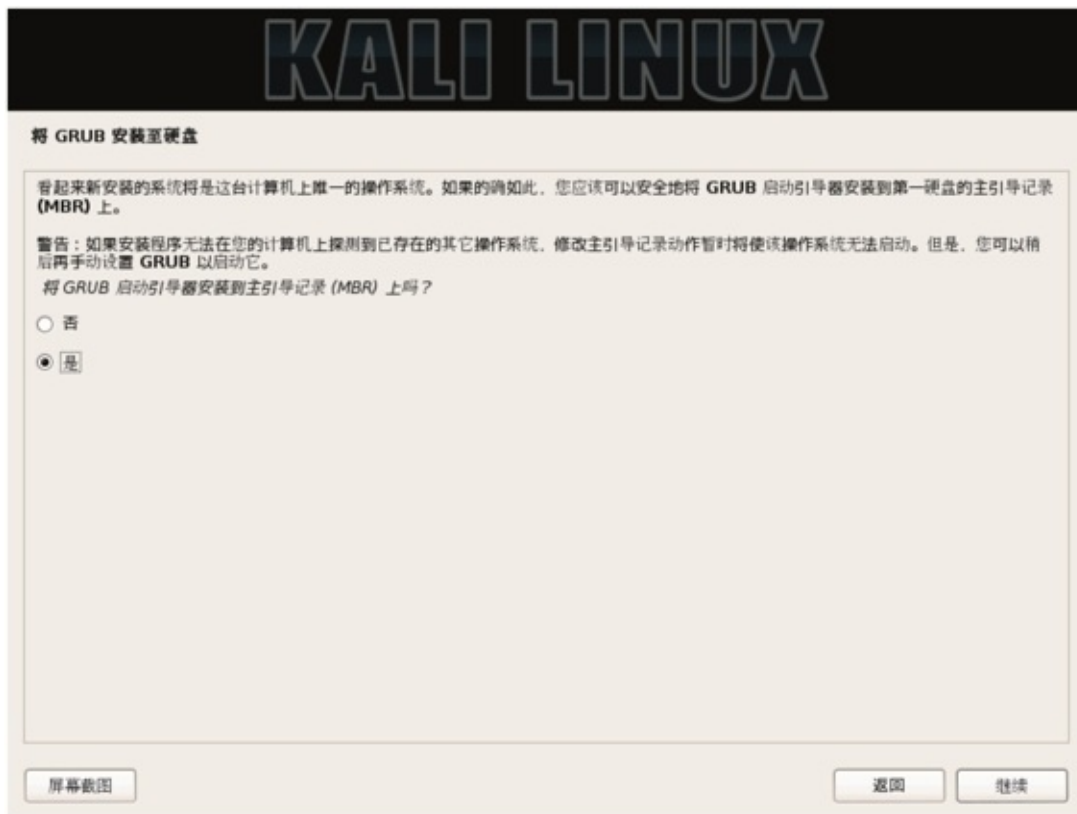 KALI LINUX
将 GRUB 安装至硬盘
看起来新安装的系统将是这台计算机上唯一的操作系统。如果的确如此，您应该可以安全地将 GRUB 启动引导器安装到第一硬盘的主引导记录
(MBR) 上。
警告：如果安装程序无法在您的计算机上探测到已存在的其它操作系统，修改主引导记录动作暂时将使该操作系统无法启动。但是，您可以稍
后再手动设置 GRUB 以启动它。
将 GRUB 启动引导器安装到主引导记录 (MBR) 上吗？
否
是
屏幕截图
返回
继续